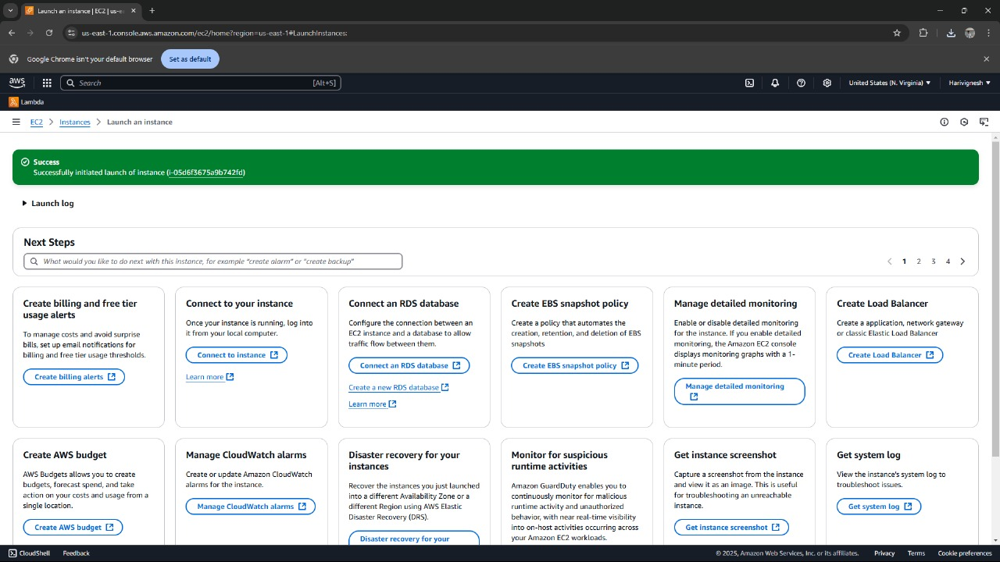 Launch an instance | EC2 | us-e
us-east-1.console.aws.amazon.com/ec2/home?region=us-east-1#LaunchInstances:
Google Chrome isn't your default browser
Set as default
aws
Search
[Alt+S]
United States (N. Virginia)
Harivignesh
Lambda
EC2
Instances
Launch an instance
Success
Successfully initiated launch of instance (i-05d6f3675a9b742fd)
Launch log
Next Steps
What would you like to do next with this instance, for example "create alarm" or "create backup"
1 2 3 4
Create billing and free tier
usage alerts
To manage costs and avoid surprise
bills, set up email notifications for
billing and free tier usage thresholds.
Create billing alerts
Connect to your instance
Once your instance is running, log into
it from your local computer.
Connect to instance
Learn more
Connect an RDS database
Configure the connection between an
EC2 instance and a database to allow
traffic flow between them.
Connect an RDS database
Create a new RDS database
Learn more
Create EBS snapshot policy
Create a policy that automates the
creation, retention, and deletion of EBS
snapshots
Create EBS snapshot policy
Manage detailed monitoring
Enable or disable detailed monitoring
for the instance. If you enable detailed
monitoring, the Amazon EC2 console
displays monitoring graphs with a 1-
minute period.
Manage detailed monitoring
Create Load Balancer
Create a application, network gateway
or classic Elastic Load Balancer
Create Load Balancer
Create AWS budget
AWS Budgets allows you to create
budgets, forecast spend, and take
action on your costs and usage from a
single location.
Create AWS budget
Manage CloudWatch alarms
Create or update Amazon CloudWatch
alarms for the instance.
Manage CloudWatch alarms
Disaster recovery for your
instances
Recover the instances you just launched
into a different Availability Zone or a
different Region using AWS Elastic
Disaster Recovery (DRS).
Disaster recovery for your
Monitor for suspicious
runtime activities
Amazon GuardDuty enables you to
continuously monitor for malicious
runtime activity and unauthorized
behavior, with near real-time visibility
into on-host activities occurring across
your Amazon EC2 workloads.
Get instance screenshot
Capture a screenshot from the instance
and view it as an image. This is useful
for troubleshooting an unreachable
instance.
Get instance screenshot
Get system log
View the instance's system log to
troubleshoot issues.
Get system log
CloudShell
Feedback
© 2025, Amazon Web Services, Inc. or its affiliates.
Privacy
Terms
Cookie preferences